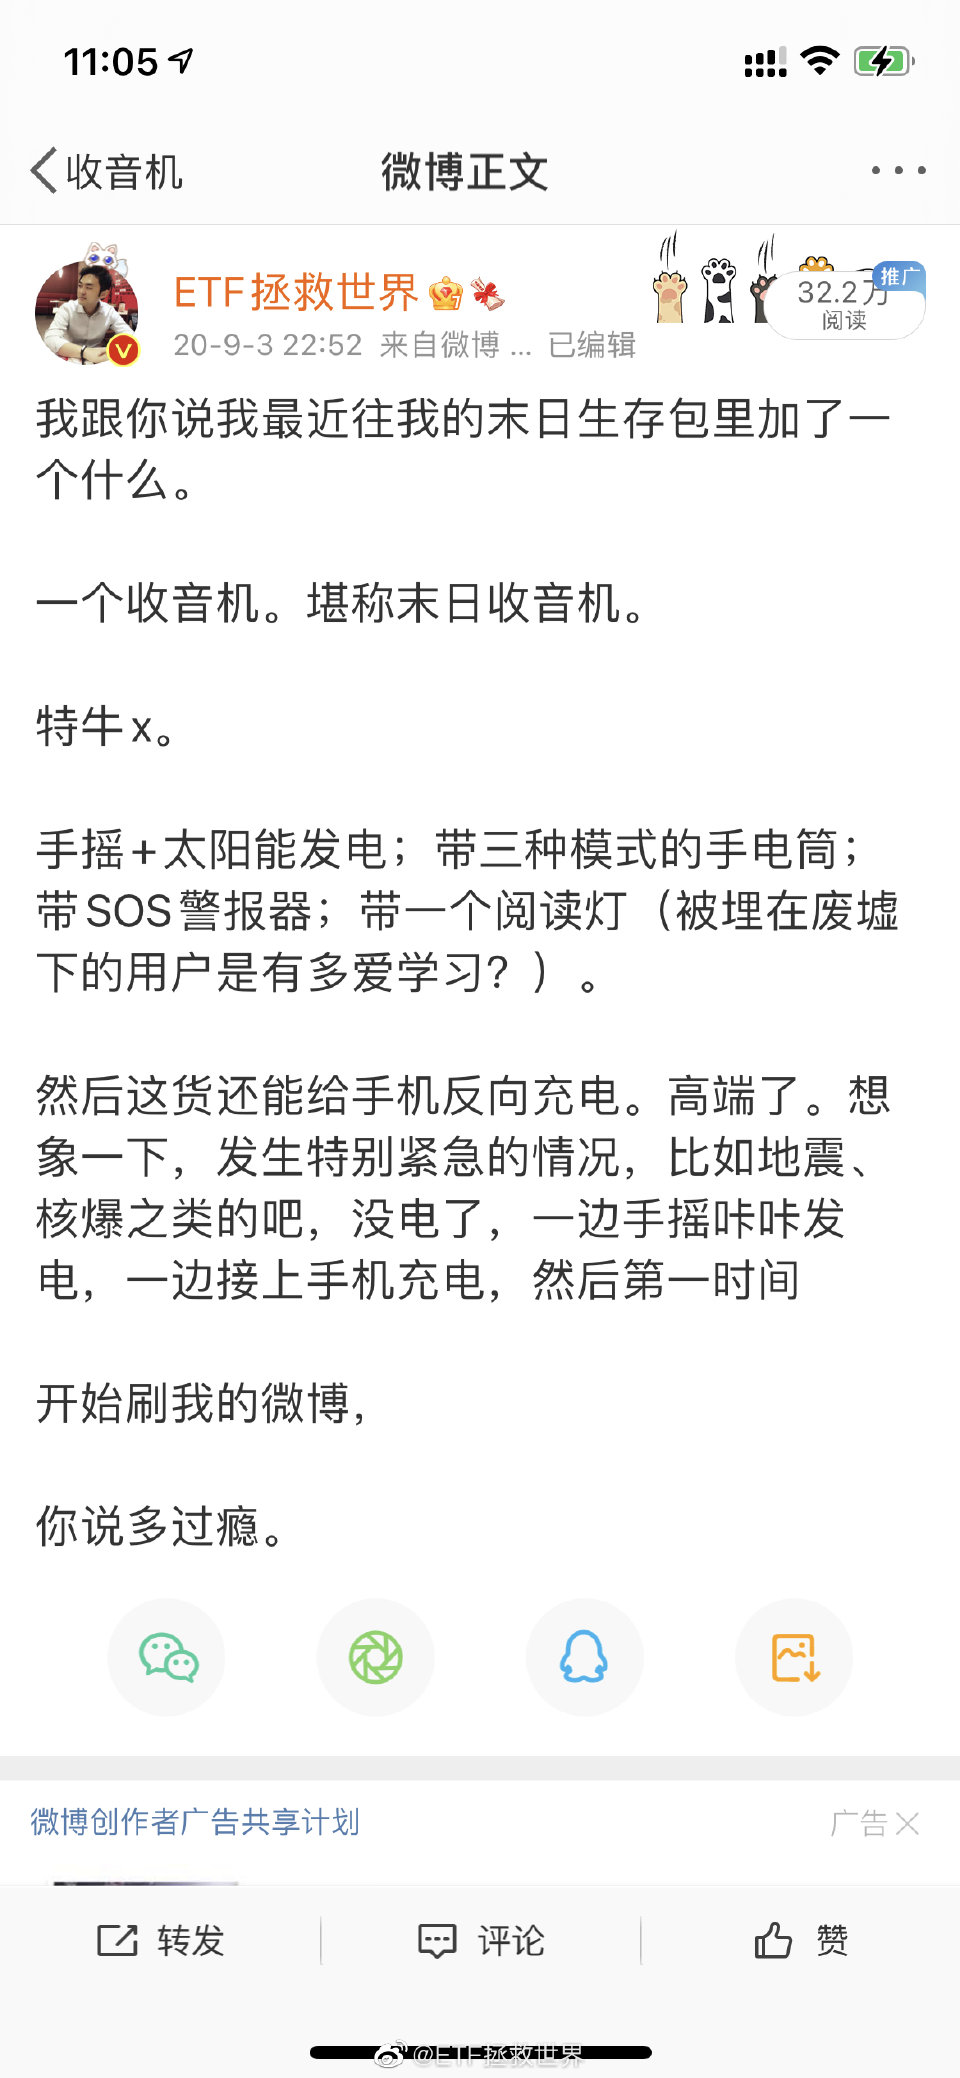 11:05
收音机
微博正文
ETF拯救世界
20-9-3 22:52 来自微博 ... 已编辑
推广
32.2万
阅读
我跟你说我最近往我的末日生存包里加了一
个什么。
一个收音机。堪称末日收音机。
特牛x。
手摇+太阳能发电；带三种模式的手电筒；
带SOS警报器；带一个阅读灯（被埋在废墟
下的用户是有多爱学习？）。
然后这货还能给手机反向充电。高端了。想
象一下，发生特别紧急的情况，比如地震、
核爆之类的吧，没电了，一边手摇咔咔发
电，一边接上手机充电，然后第一时间
开始刷我的微博，
你说多过瘾。
微博创作者广告共享计划
广告
转发
评论
赞
@ETF拯救世界